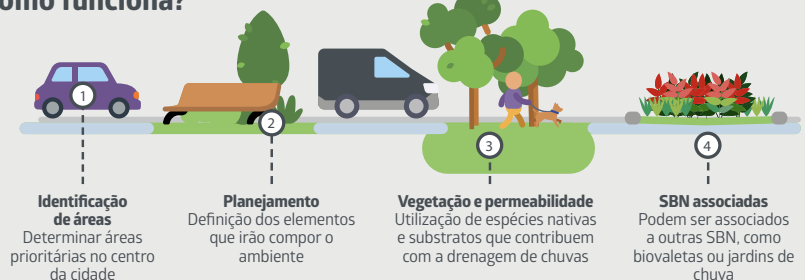 como funciona?
1
2
3
4
Identificação
de áreas
Determinar áreas
prioritárias no centro
da cidade
Planejamento
Definição dos elementos
que irão compor o
ambiente
Vegetação e permeabilidade
Utilização de espécies nativas
e substratos que contribuem
com a drenagem de chuvas
SBN associadas
Podem ser associados
a outras SBN, como
biovaletas ou jardins de
chuva